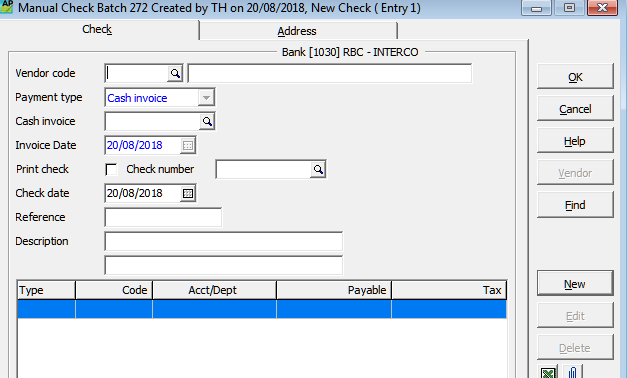 AP Manual Check Batch 272 Created by TH on 20/08/2018, New Check ( Entry 1)
Check Address
Bank [1030] RBC - INTERCO
Vendor code
Payment type Cash invoice
Cash invoice
Invoice Date 20/08/2018
Print check Check number
Check date 20/08/2018
Reference
Description
Type Code Acct/Dept Payable Tax
OK
Cancel
Help
Vendor
Find
New
Edit
Delete